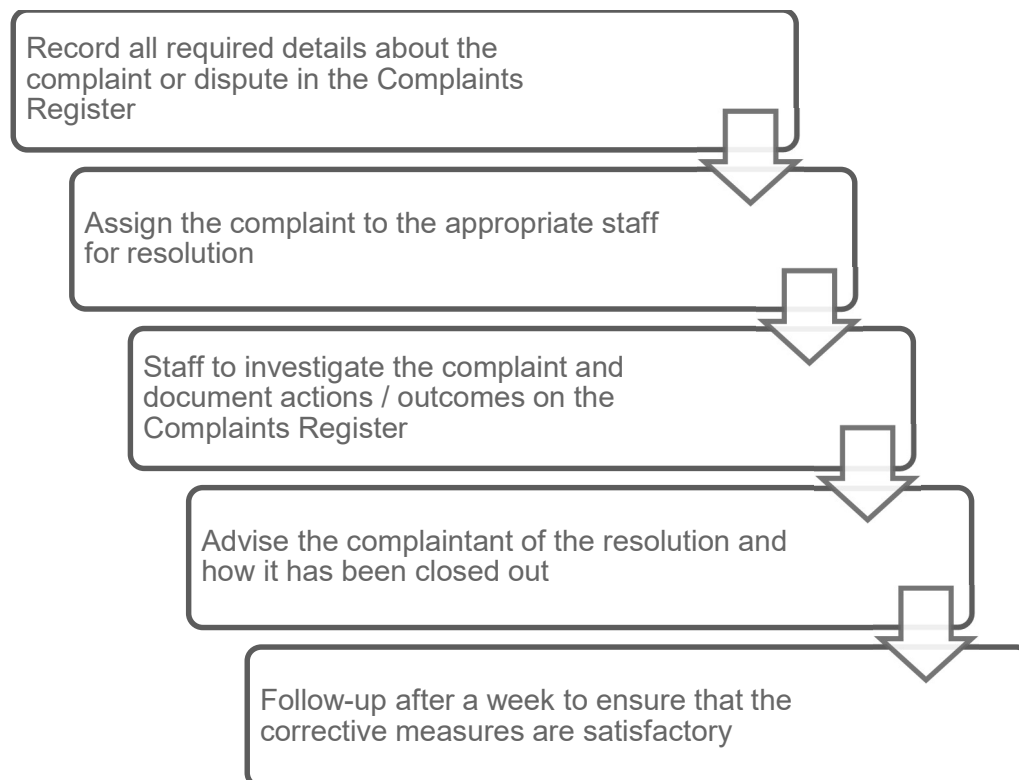 Record all required details about the
complaint or dispute in the Complaints
Register
Assign the complaint to the appropriate staff
for resolution
Staff to investigate the complaint and
document actions / outcomes on the
Complaints Register
Advise the complainant of the resolution and
how it has been closed out
Follow-up after a week to ensure that the
corrective measures are satisfactory